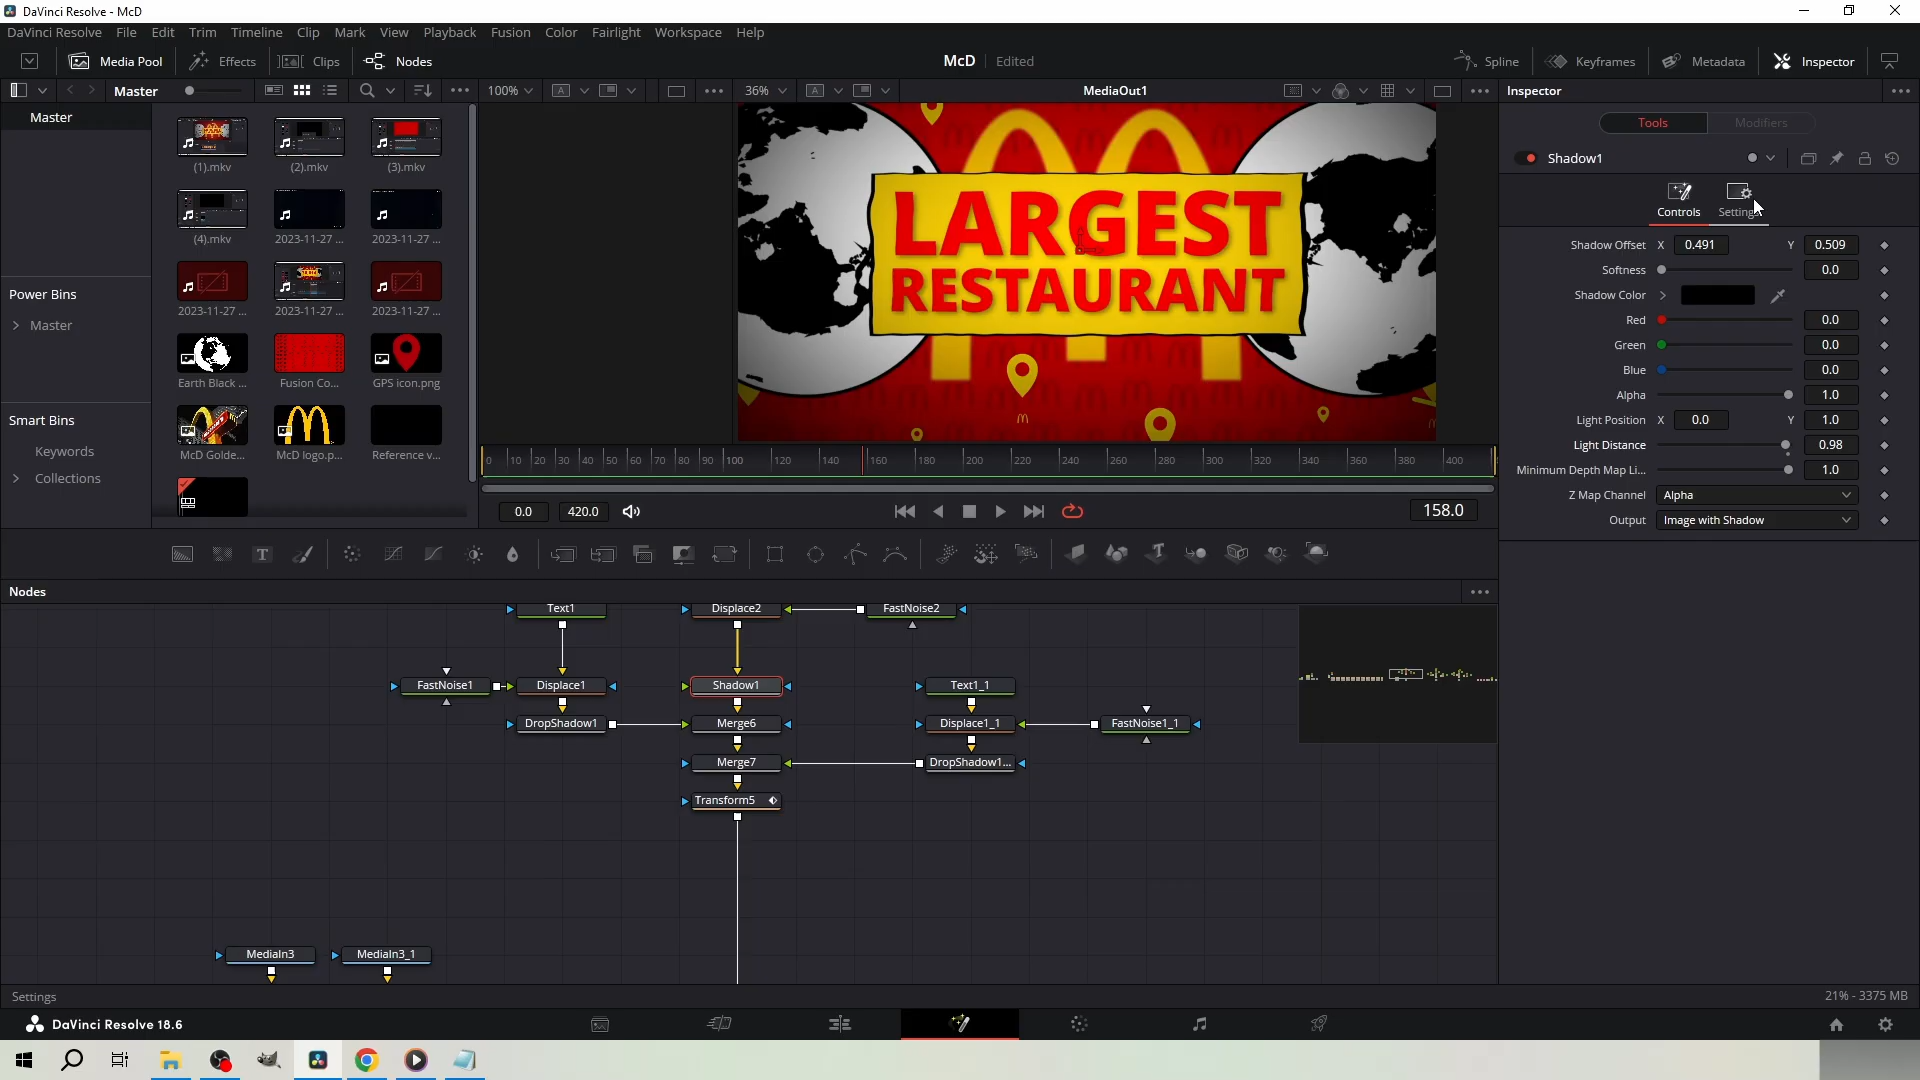 DaVinci Resolve - McD
DaVinci Resolve File Edit Trim Timeline Clip Mark View Playback Fusion Color Fairlight Workspace Help
Media Pool Effects Clips Nodes McD Edited Spline Keyframes Metadata Inspector
Master 100% A 36% A MediaOut1 Inspector
Master
Tools Modifiers
(1).mkv (2).mkv (3).mkv
Shadow1
(4).mkv 2023-11-27 ... 2023-11-27 ...
Controls Settings
LARGEST
RESTAURANT
Shadow Offset X 0.491 Y 0.509
Softness 0.0
Shadow Color
Red 0.0
Green 0.0
Blue 0.0
Alpha 1.0
Light Position X 0.0 Y 1.0
Light Distance 0.98
Minimum Depth Map Li... 1.0
Z Map Channel Alpha
Output Image with Shadow
Power Bins
Master
2023-11-27 ... 2023-11-27 ... 2023-11-27 ...
Earth Black ... Fusion Co... GPS icon.png
Smart Bins
Keywords
Collections
McD Golde... McD logo.p... Reference v...
0 10 20 30 40 50 60 70 80 90 100 120 140 160 180 200 220 240 260 280 300 320 340 360 380 400
0.0 420.0 158.0
T
Nodes
Text1 Displace2 FastNoise2
FastNoise1 Displace1 Shadow1 Text1_1
DropShadow1 Merge6 Displace1_1 FastNoise1_1
Merge7 DropShadow1...
Transform5
MediaIn3 MediaIn3_1
Settings 21% - 3375 MB
DaVinci Resolve 18.6